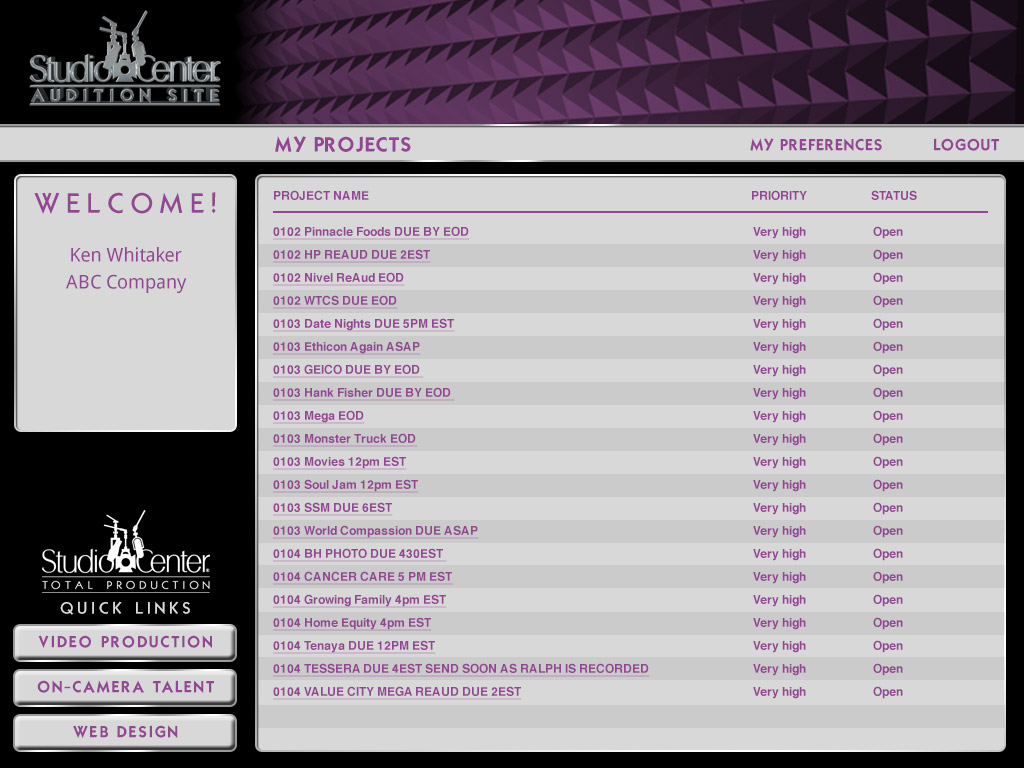 Studio Center
AUDITION SITE
MY PROJECTS
MY PREFERENCES
LOGOUT
WELCOME!
Ken Whitaker
ABC Company
PROJECT NAME PRIORITY STATUS
0102 Pinnacle Foods DUE BY EOD Very high Open
0102 HP REAUD DUE 2EST Very high Open
0102 Nivel ReAud EOD Very high Open
0102 WTCS DUE EOD Very high Open
0103 Date Nights DUE 5PM EST Very high Open
0103 Ethicon Again ASAP Very high Open
0103 GEICO DUE BY EOD Very high Open
0103 Hank Fisher DUE BY EOD Very high Open
0103 Mega EOD Very high Open
0103 Monster Truck EOD Very high Open
0103 Movies 12pm EST Very high Open
0103 Soul Jam 12pm EST Very high Open
0103 SSM DUE 6EST Very high Open
0103 World Compassion DUE ASAP Very high Open
0104 BH PHOTO DUE 430EST Very high Open
0104 CANCER CARE 5 PM EST Very high Open
0104 Growing Family 4pm EST Very high Open
0104 Home Equity 4pm EST Very high Open
0104 Tenaya DUE 12PM EST Very high Open
0104 TESSERA DUE 4EST SEND SOON AS RALPH IS RECORDED Very high Open
0104 VALUE CITY MEGA REAUD DUE 2EST Very high Open
Studio Center
TOTAL PRODUCTION
QUICK LINKS
VIDEO PRODUCTION
ON-CAMERA TALENT
WEB DESIGN